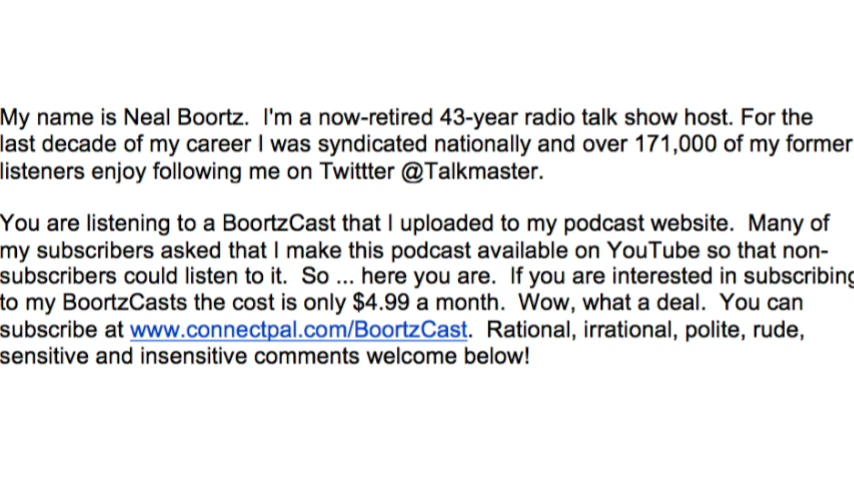 My name is Neal Boortz.  I'm a now-retired 43-year radio talk show host. For the
last decade of my career I was syndicated nationally and over 171,000 of my former
listeners enjoy following me on Twittter @Talkmaster.
You are listening to a BoortzCast that I uploaded to my podcast website.  Many of
my subscribers asked that I make this podcast available on YouTube so that non-
subscribers could listen to it.  So ... here you are.  If you are interested in subscribing
to my BoortzCasts the cost is only $4.99 a month.  Wow, what a deal.  You can
subscribe at www.connectpal.com/BoortzCast.  Rational, irrational, polite, rude,
sensitive and insensitive comments welcome below!